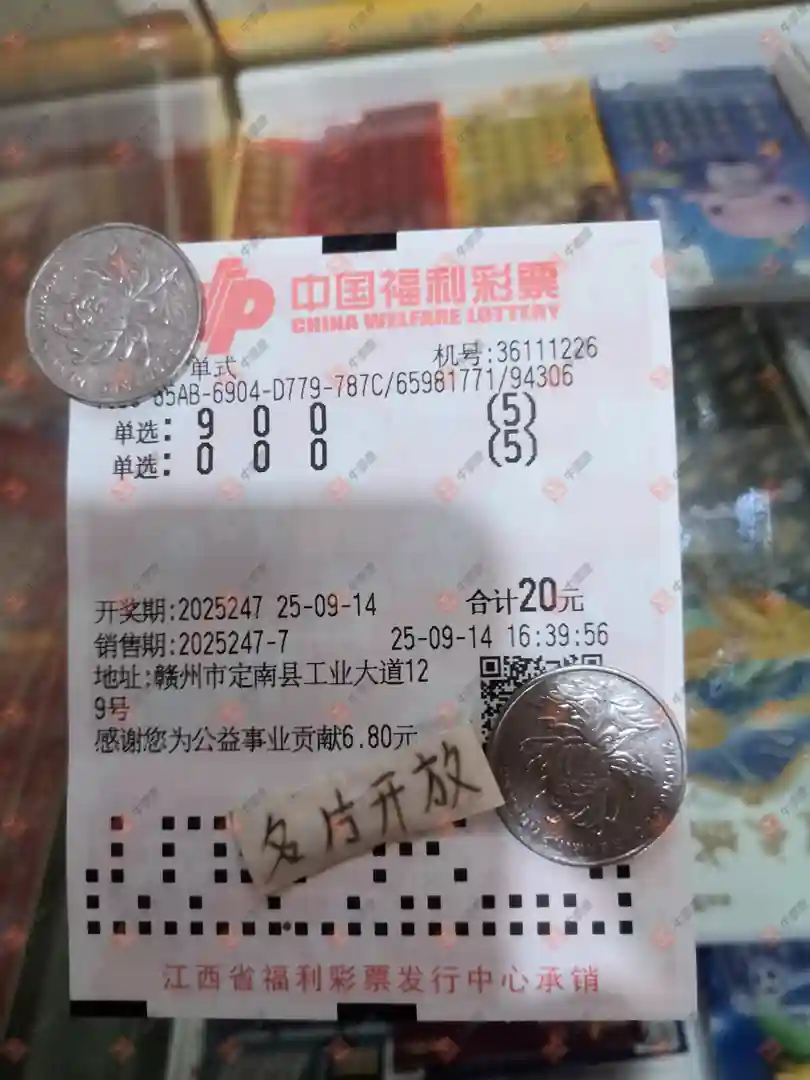 中国福利彩票
CHINA WELFARE LOTTERY
单式 机号:36111226
85AB-6904-D779-787C/65981771/94306
单选: 9 0 0 (5)
单选: 0 0 0 (5)
开奖期:2025247 25-09-14 合计20元
销售期:2025247-7 25-09-14 16:39:56
地址:赣州市定南县工业大道12
9号
感谢您为公益事业贡献6.80元
名片开放
江西省福利彩票发行中心承销